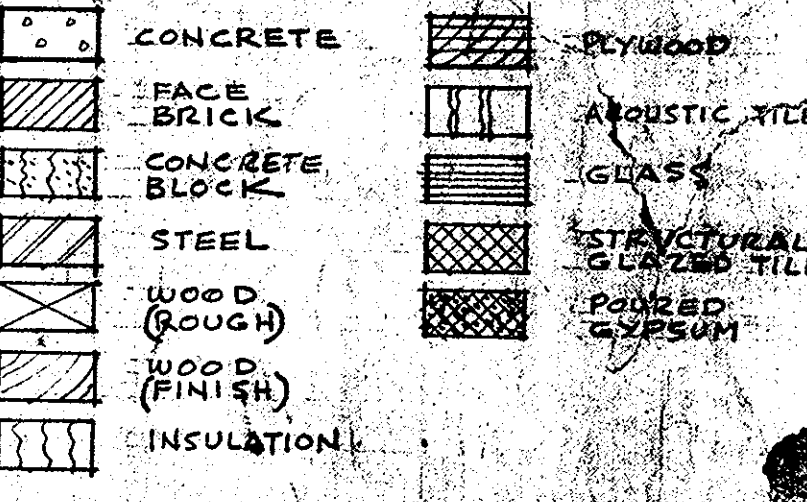 CONCRETE
FACE
BRICK
CONCRETE
BLOCK
STEEL
WOOD
(ROUGH)
WOOD
(FINISH)
INSULATION
PLYWOOD
ACOUSTIC TILE
GLASS
STRUCTURAL
GLAZED TILE
POURED
GYPSUM